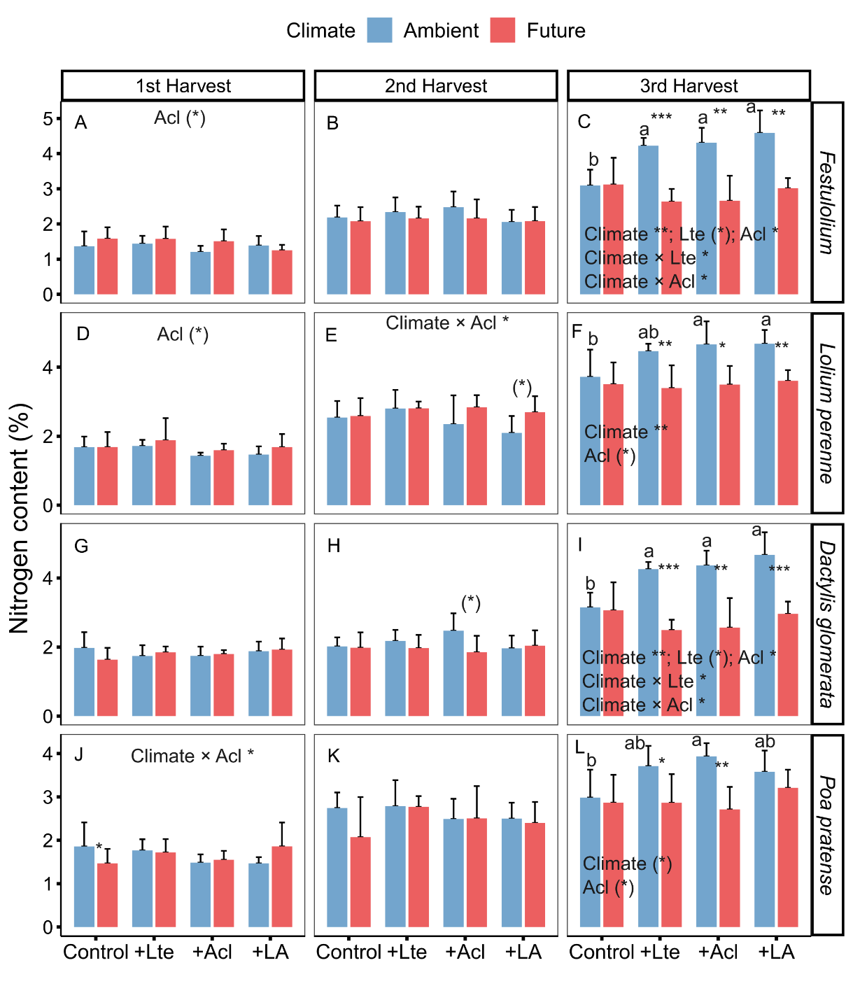 Climate Ambient Future
1st Harvest 2nd Harvest 3rd Harvest
Nitrogen content (%)
A
Acl (*)
B
C
b
a
***
a
**
a
**
Climate **; Lte (*); Acl *
Climate × Lte *
Climate × Acl *
5
4
3
2
1
0
Festulolium
D
Acl (*)
E
Climate × Acl *
(*)
F
b
ab
**
a
*
a
**
Climate **
Acl (*)
4
2
0
Lolium perenne
G
H
(*)
I
b
a
***
a
**
a
***
Climate **; Lte (*); Acl *
Climate × Lte *
Climate × Acl *
4
2
0
Dactylis glomerata
J
Climate × Acl *
*
K
L
b
ab
*
a
**
ab
Climate (*)
Acl (*)
4
3
2
1
0
Poa pratense
Control +Lte +Acl +LA Control +Lte +Acl +LA Control +Lte +Acl +LA